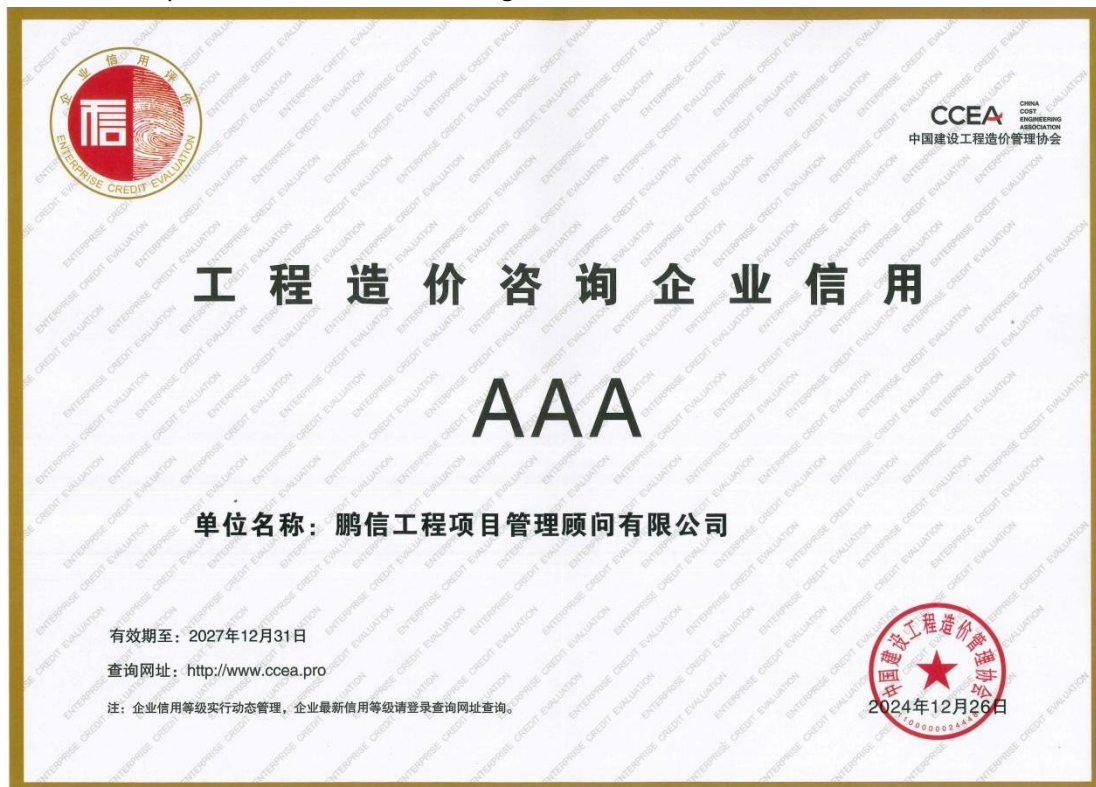 企业信用评价
信
ENTERPRISE CREDIT EVALUATION
CCEA
CHINA
COST
ENGINEERING
ASSOCIATION
中国建设工程造价管理协会
工程造价咨询企业信用
AAA
单位名称：鹏信工程项目管理顾问有限公司
有效期至：2027年12月31日
查询网址：http://www.ccea.pro
注：企业信用等级实行动态管理，企业最新信用等级请登录查询网址查询。
中国建设工程造价管理协会
2024年12月26日